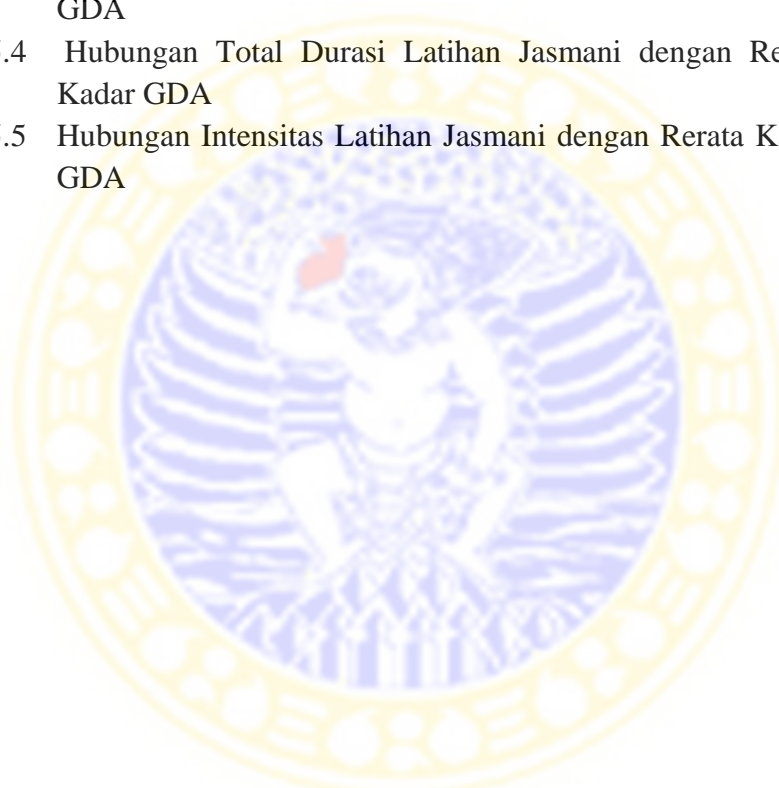 GDA
.4 Hubungan Total Durasi Latihan Jasmani dengan Re
Kadar GDA
.5 Hubungan Intensitas Latihan Jasmani dengan Rerata K
GDA